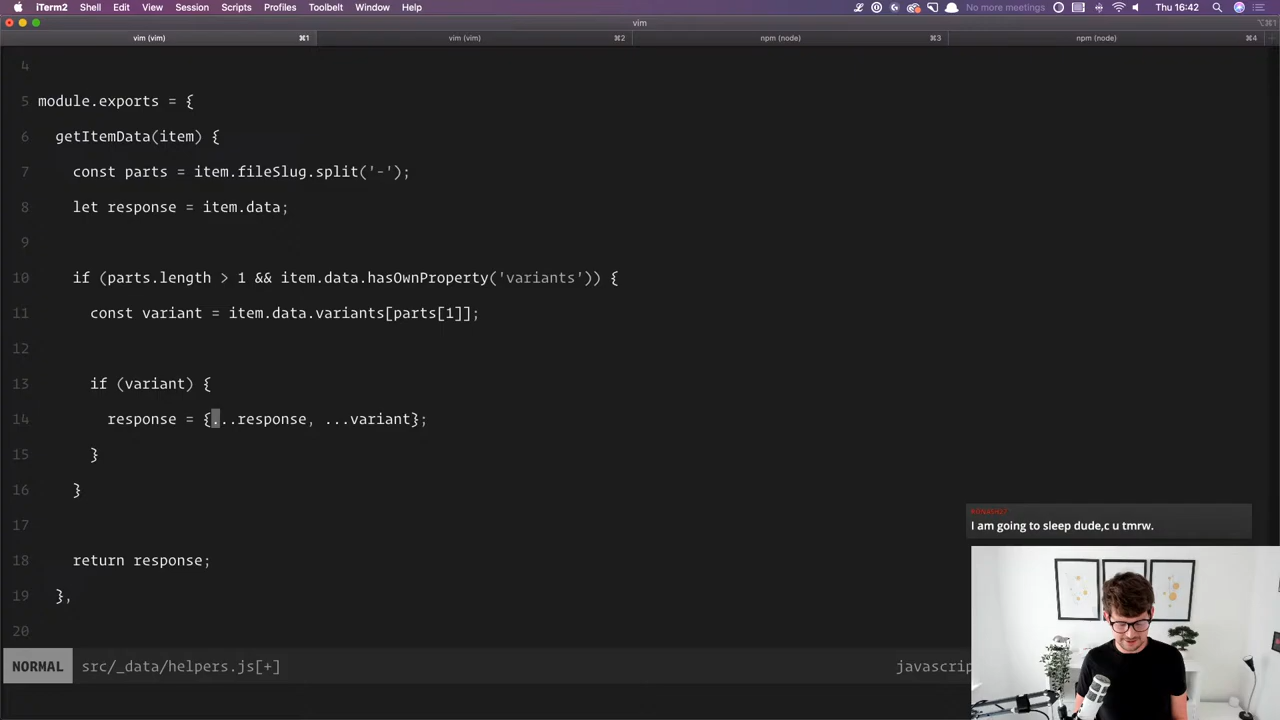 iTerm2 Shell Edit View Session Scripts Profiles Toolbelt Window Help No more meetings Thu 16:42
vim
⌥⌘1
vim (vim) ⌘1 vim (vim) ⌘2 npm (node) ⌘3 npm (node) ⌘4
4
5 module.exports = {
6 getItemData(item) {
7 const parts = item.fileSlug.split('-');
8 let response = item.data;
9
10 if (parts.length > 1 && item.data.hasOwnProperty('variants')) {
11 const variant = item.data.variants[parts[1]];
12
13 if (variant) {
14 response = {...response, ...variant};
15 }
16 }
17
18 return response;
19 },
20
I am going to sleep dude,c u tmrw.
NORMAL src/_data/helpers.js[+] javascrip